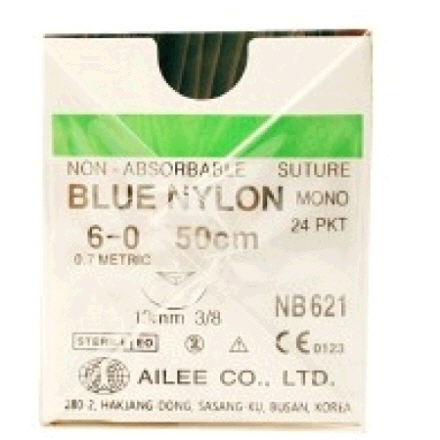 NON-ABSORBABLE SUTURE
BLUE NYLON MONO
6-0 50cm 24 PKT
0.7 METRIC
3/8 NB621
STERILE EO 2 CE 0123
AILEE CO., LTD.
280-2, HAKJANG-DONG, SASANG-KU, BUSAN, KOREA